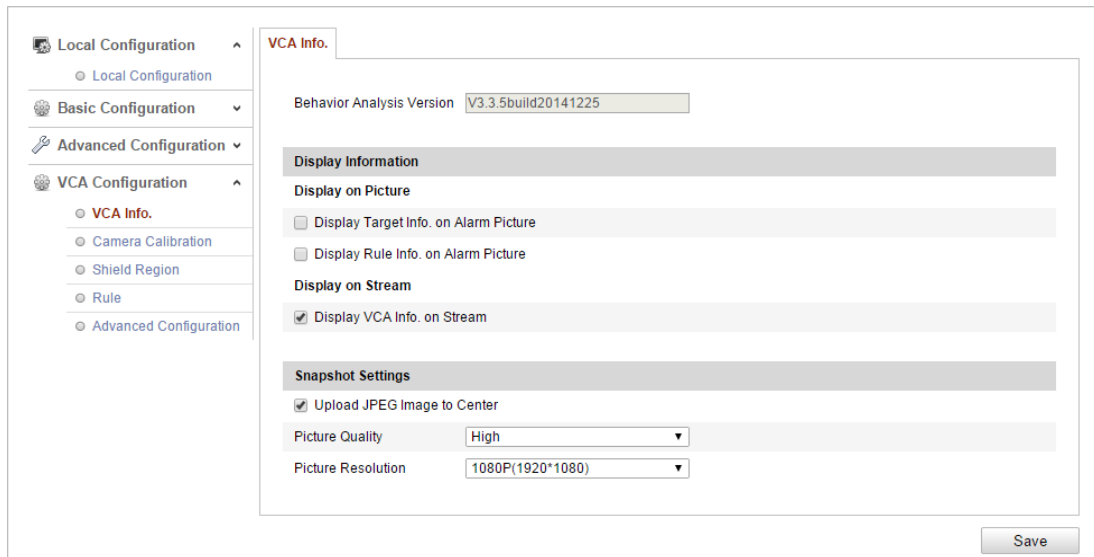 Local Configuration
Local Configuration
Basic Configuration
Advanced Configuration
VCA Configuration
VCA Info.
Camera Calibration
Shield Region
Rule
Advanced Configuration
VCA Info.
Behavior Analysis Version V3.3.5build20141225
Display Information
Display on Picture
Display Target Info. on Alarm Picture
Display Rule Info. on Alarm Picture
Display on Stream
Display VCA Info. on Stream
Snapshot Settings
Upload JPEG Image to Center
Picture Quality High
Picture Resolution 1080P(1920*1080)
Save